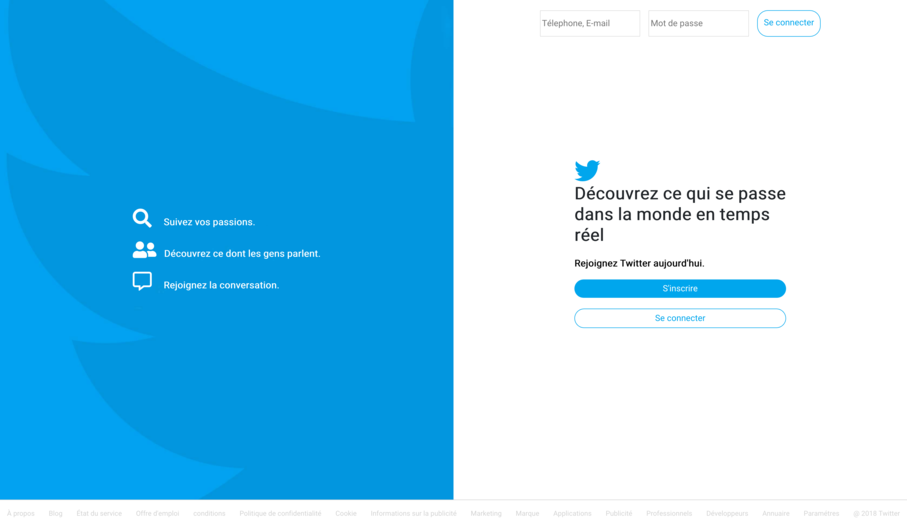 Télephone, E-mail
Mot de passe
Se connecter
Suivez vos passions.
Découvrez ce dont les gens parlent.
Rejoignez la conversation.
Découvrez ce qui se passe
dans la monde en temps
réel
Rejoignez Twitter aujourd'hui.
S'inscrire
Se connecter
À propos Blog État du service Offre d'emploi conditions Politique de confidentialité Cookie Informations sur la publicité Marketing Marque Applications Publicité Professionnels Développeurs Annuaire Paramètres @ 2018 Twitter